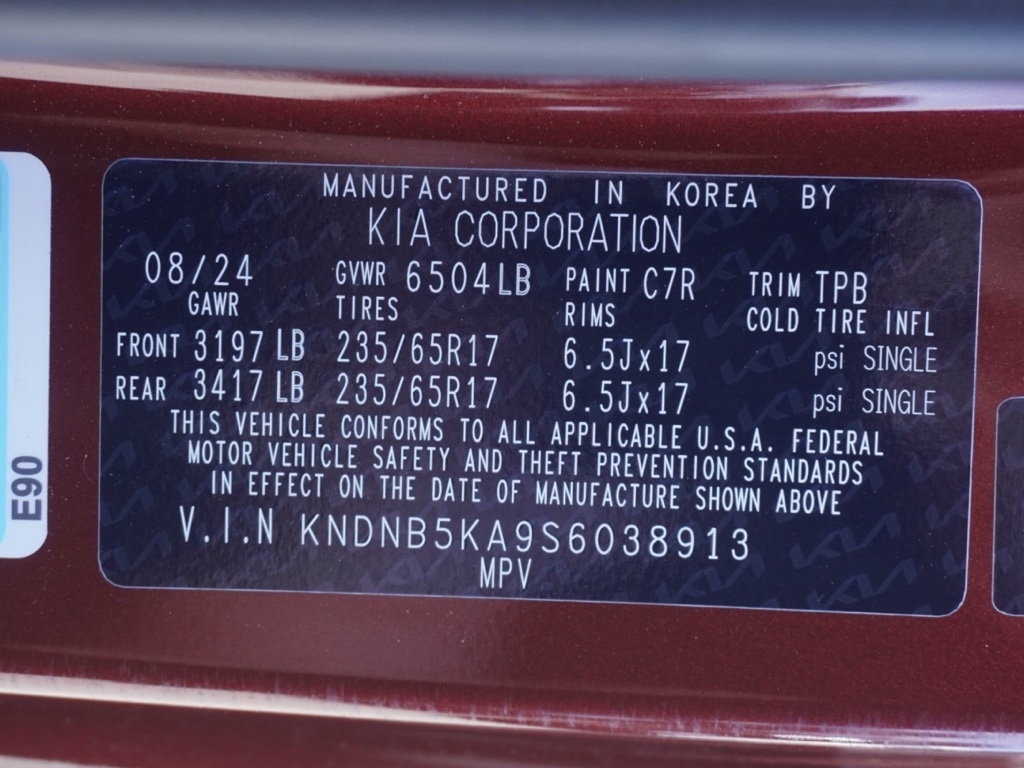 MANUFACTURED IN KOREA BY
KIA CORPORATION
08/24 GVWR 6504LB PAINT C7R TRIM TPB
GAWR TIRES RIMS COLD TIRE INFL
FRONT 3197 LB 235/65R17 6.5Jx17 psi SINGLE
REAR 3417 LB 235/65R17 6.5Jx17 psi SINGLE
THIS VEHICLE CONFORMS TO ALL APPLICABLE U.S.A. FEDERAL
MOTOR VEHICLE SAFETY AND THEFT PREVENTION STANDARDS
IN EFFECT ON THE DATE OF MANUFACTURE SHOWN ABOVE
V.I.N KNDNB5KA9S6038913
MPV
E90